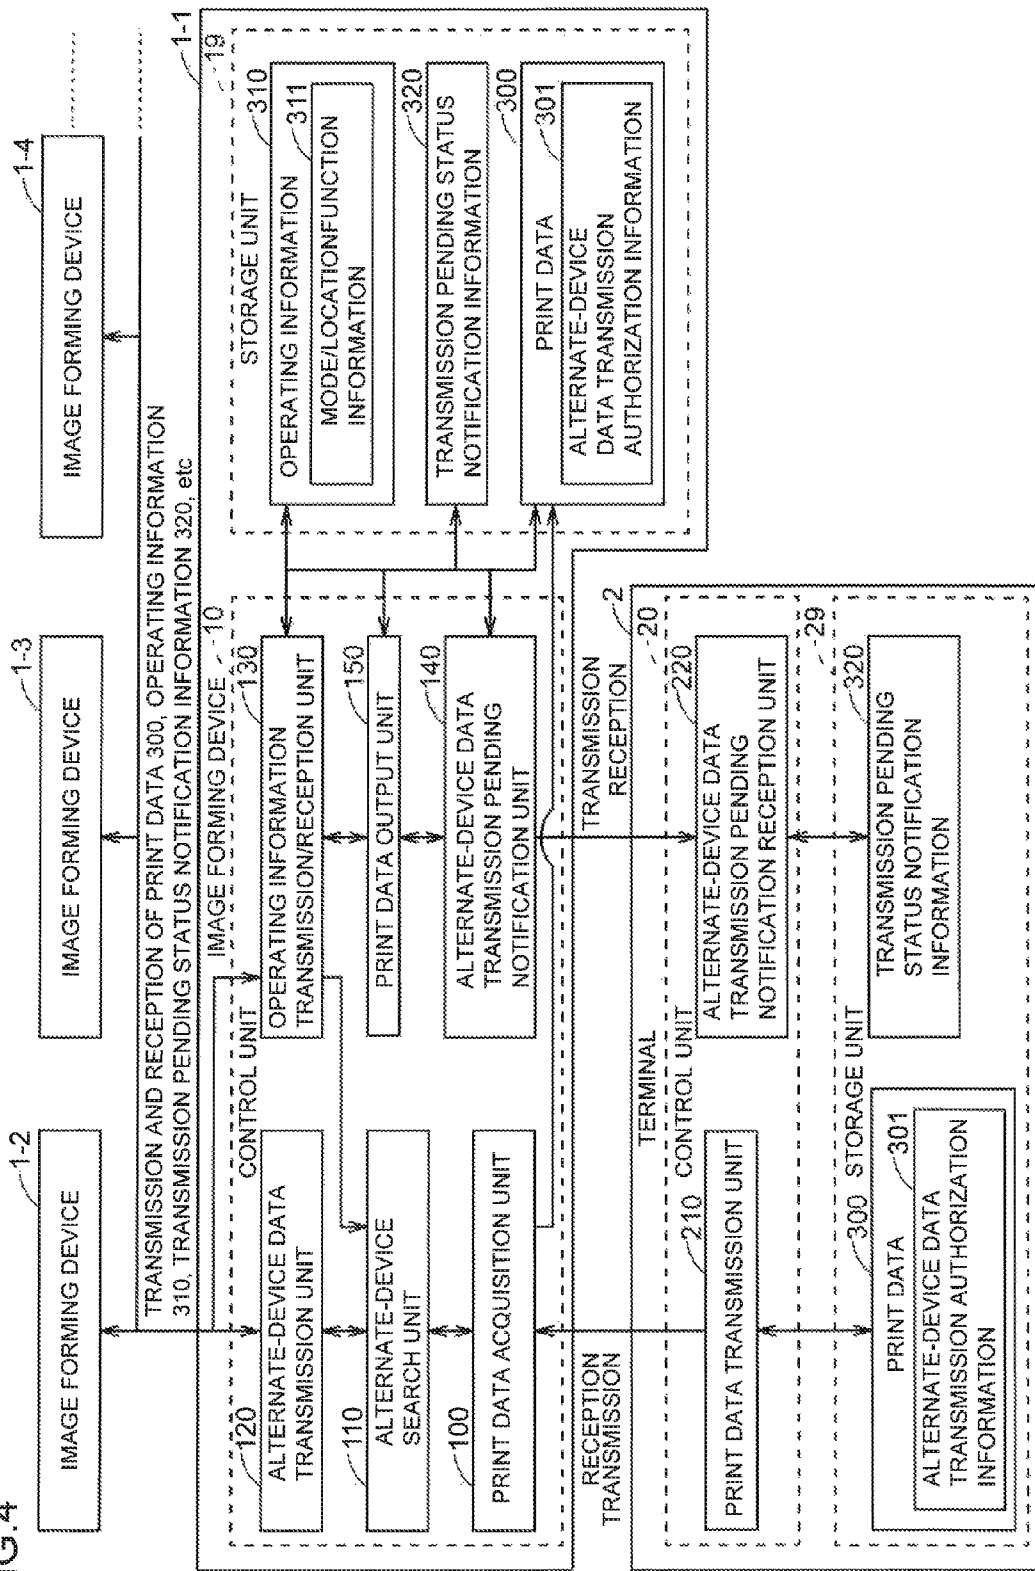 FIG.4
1-2
IMAGE FORMING DEVICE
1-3
IMAGE FORMING DEVICE
1-4
IMAGE FORMING DEVICE
TRANSMISSION AND RECEPTION OF PRINT DATA 300, OPERATING INFORMATION
310, TRANSMISSION PENDING STATUS NOTIFICATION INFORMATION 320, etc
1-1
IMAGE FORMING DEVICE
10
CONTROL UNIT
120
ALTERNATE-DEVICE DATA
TRANSMISSION UNIT
110
ALTERNATE-DEVICE
SEARCH UNIT
100
PRINT DATA ACQUISITION UNIT
130
OPERATING INFORMATION
TRANSMISSION/RECEPTION UNIT
150
PRINT DATA OUTPUT UNIT
140
ALTERNATE-DEVICE DATA
TRANSMISSION PENDING
NOTIFICATION UNIT
19
STORAGE UNIT
310
OPERATING INFORMATION
311
MODE/LOCATIONFUNCTION
INFORMATION
320
TRANSMISSION PENDING STATUS
NOTIFICATION INFORMATION
300
PRINT DATA
301
ALTERNATE-DEVICE
DATA TRANSMISSION
AUTHORIZATION INFORMATION
RECEPTION
TRANSMISSION
TRANSMISSION
RECEPTION
2
TERMINAL
20
CONTROL UNIT
210
PRINT DATA TRANSMISSION UNIT
220
ALTERNATE-DEVICE DATA
TRANSMISSION PENDING
NOTIFICATION RECEPTION UNIT
29
STORAGE UNIT
300
PRINT DATA
301
ALTERNATE-DEVICE DATA
TRANSMISSION AUTHORIZATION
INFORMATION
320
TRANSMISSION PENDING
STATUS NOTIFICATION
INFORMATION